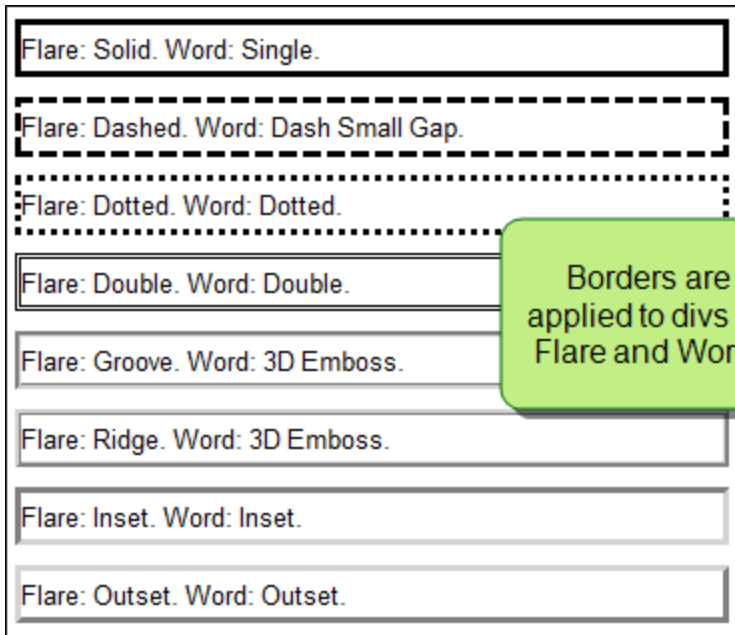 Flare: Solid. Word: Single.
Flare: Dashed. Word: Dash Small Gap.
Flare: Dotted. Word: Dotted.
Flare: Double. Word: Double.
Borders are
applied to divs
Flare and Wor
Flare: Groove. Word: 3D Emboss.
Flare: Ridge. Word: 3D Emboss.
Flare: Inset. Word: Inset.
Flare: Outset. Word: Outset.